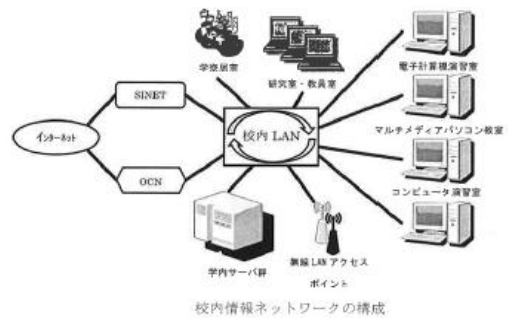 学寮居室
研究室・教員室
電子計算機演習室
SINET
インターネット
校内 LAN
マルチメディアパソコン教室
OCN
コンピュータ演習室
学内サーバ群
無線 LAN アクセス
ポイント
校内情報ネットワークの構成